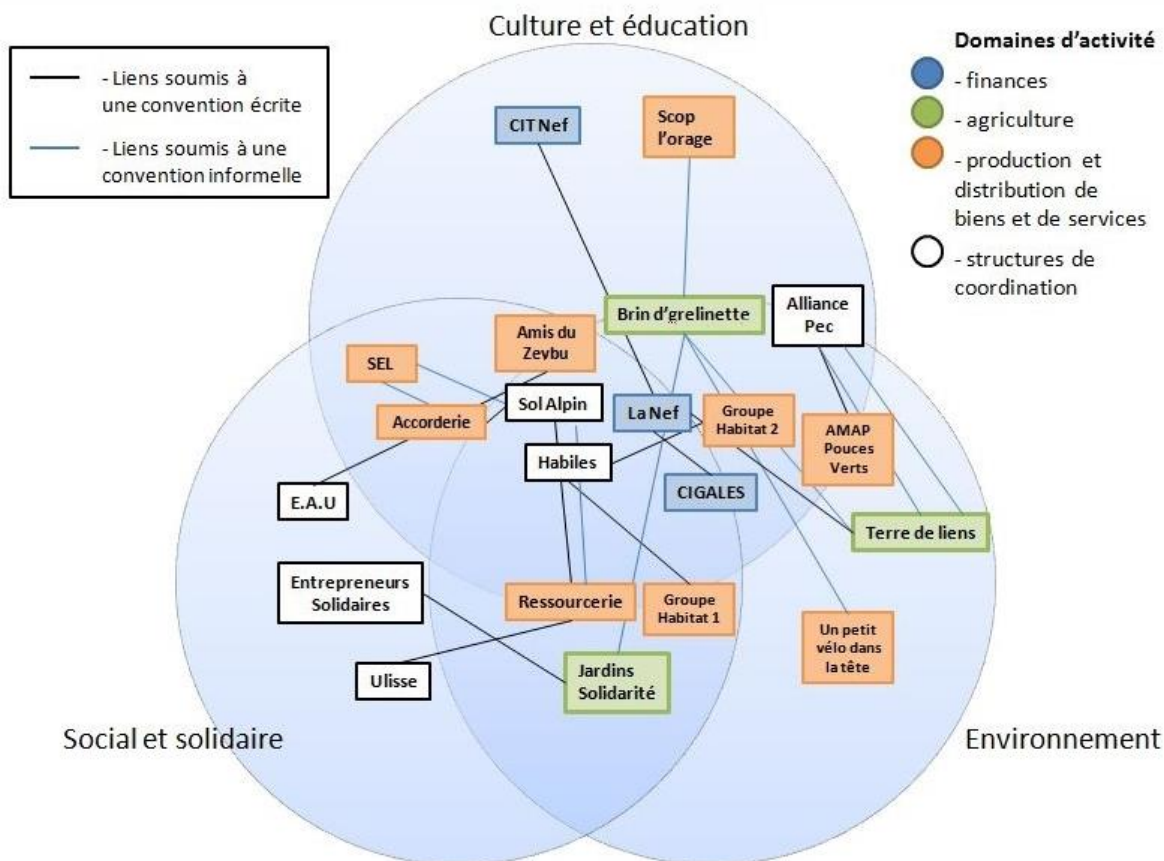 Culture et éducation
- Liens soumis à
une convention écrite
- Liens soumis à une
convention informelle
Domaines d'activité
- finances
- agriculture
- production et
distribution de
biens et de services
- structures de
coordination
CIT Nef
Scop
l'orage
Brin d'grelinette
Alliance
Pec
Amis du
Zeybu
SEL
Sol Alpin
Accorderie
La Nef
Groupe
Habitat 2
AMAP
Pouces
Verts
Habiles
CIGALES
E.A.U
Terre de liens
Entrepreneurs
Solidaires
Ressourcerie
Groupe
Habitat 1
Un petit
vélo dans
la tête
Ulisse
Jardins
Solidarité
Social et solidaire
Environnement